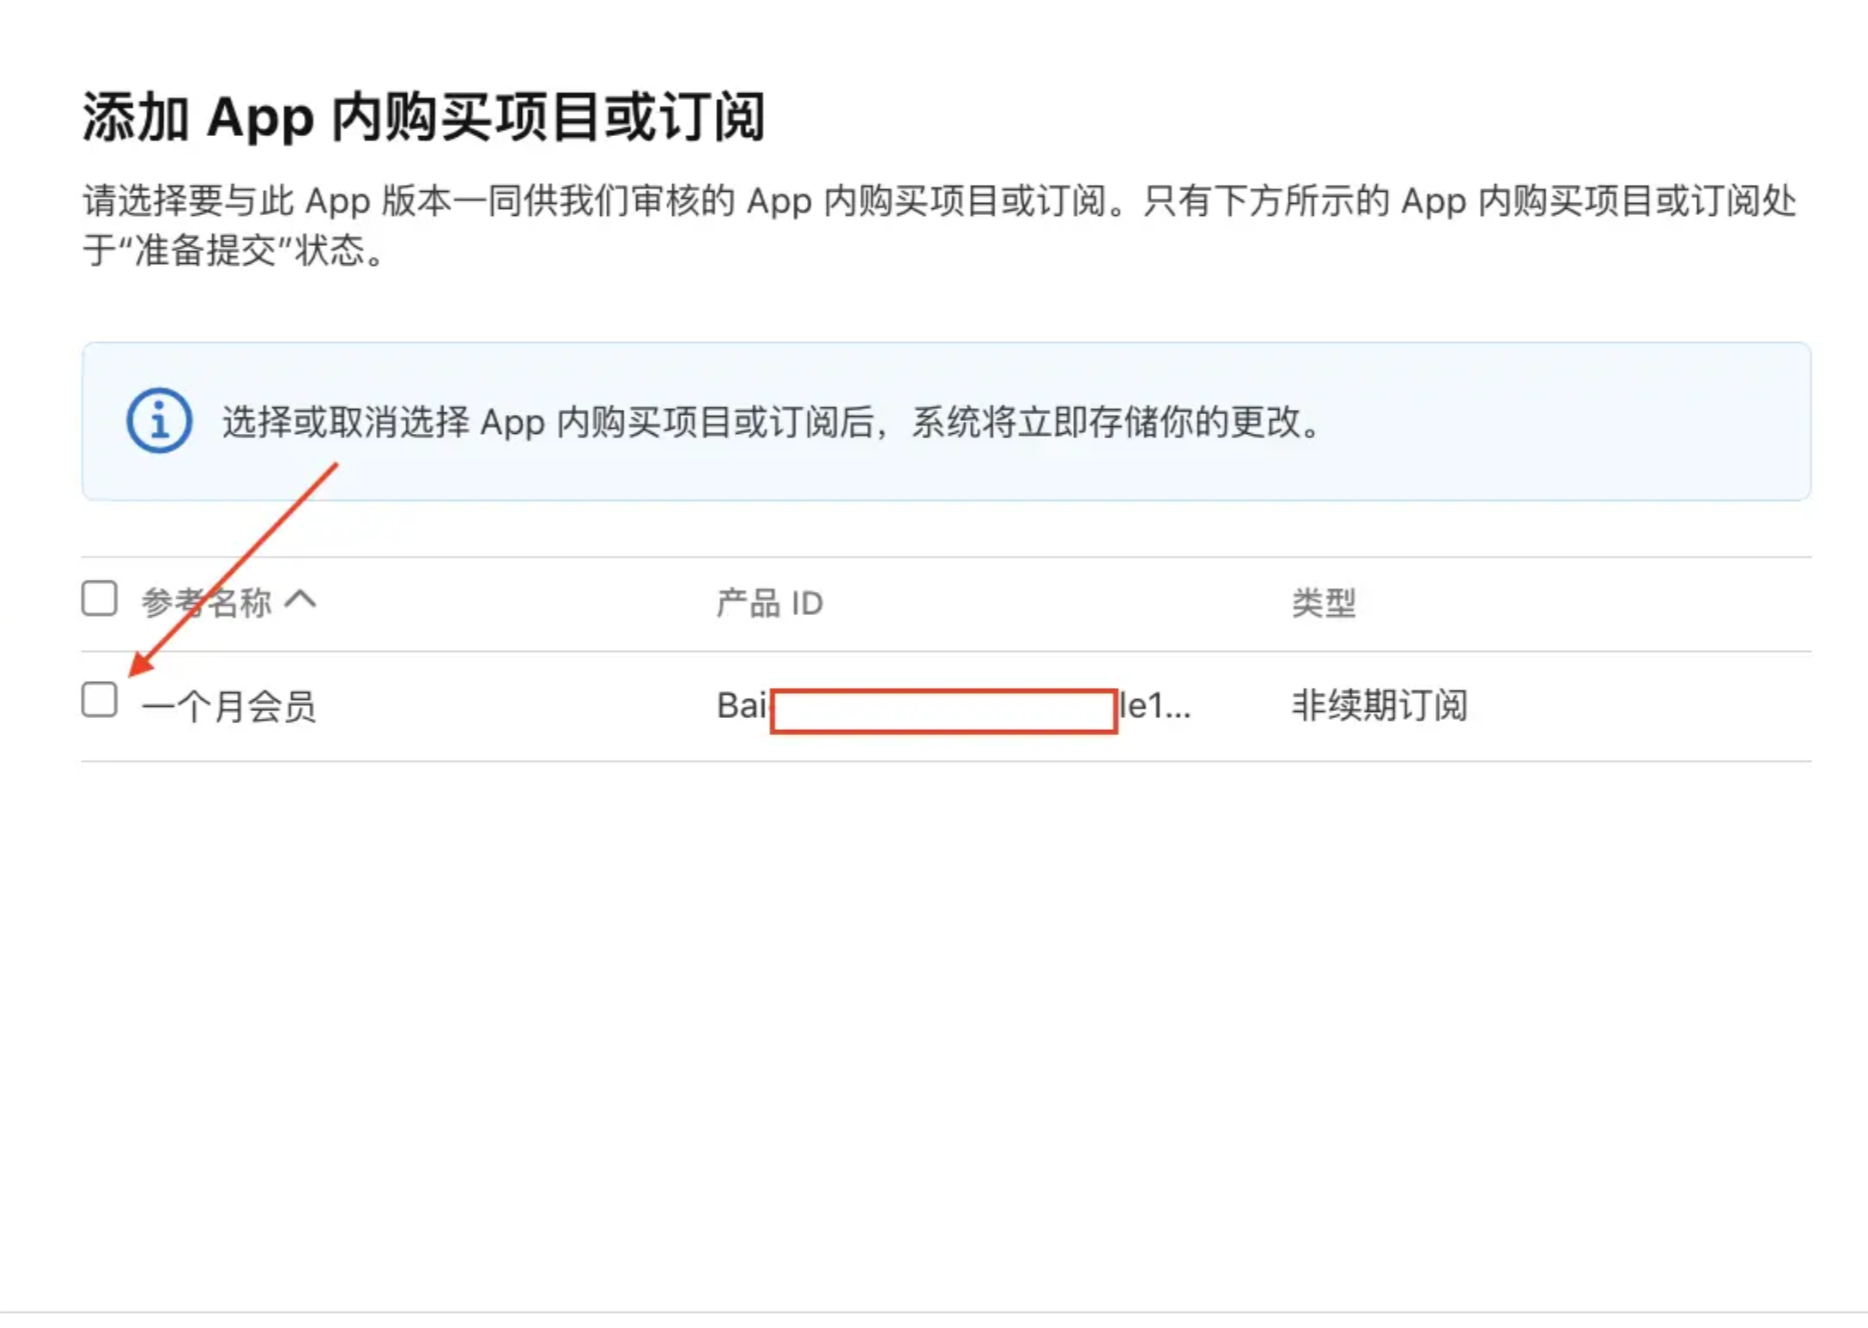 添加 App 内购买项目或订阅
请选择要与此 App 版本一同供我们审核的 App 内购买项目或订阅。只有下方所示的 App 内购买项目或订阅处
于“准备提交”状态。
选择或取消选择 App 内购买项目或订阅后，系统将立即存储你的更改。
参考名称 产品 ID 类型
一个月会员 Bai le1... 非续期订阅